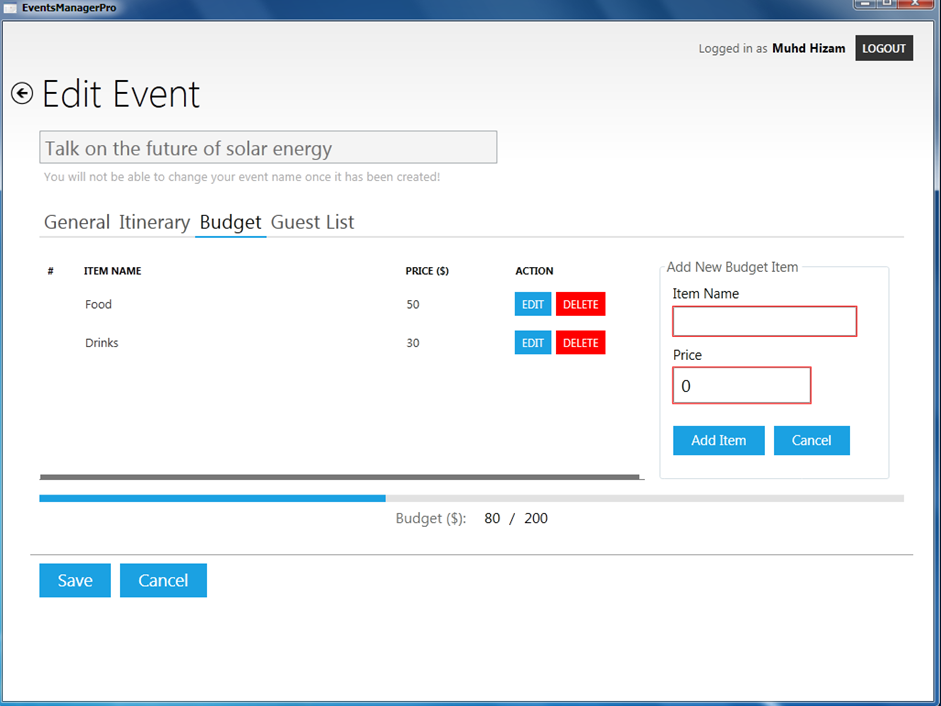 EventsManagerPro
Logged in as Muhd Hizam LOGOUT
Edit Event
Talk on the future of solar energy
You will not be able to change your event name once it has been created!
General Itinerary Budget Guest List
# ITEM NAME PRICE ($) ACTION
Food 50 EDIT DELETE
Drinks 30 EDIT DELETE
Add New Budget Item
Item Name
Price
0
Add Item Cancel
Budget ($): 80 / 200
Save Cancel